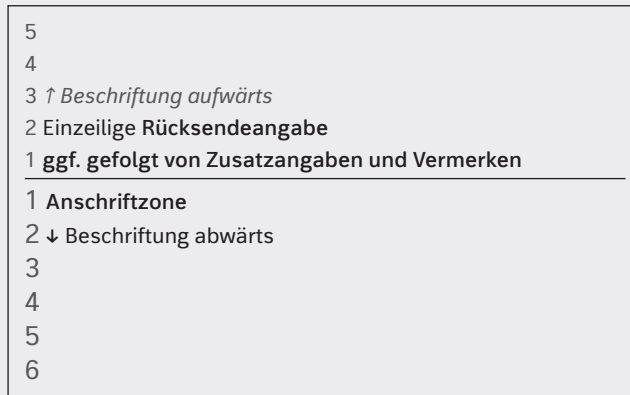 5
4
3 ↑ Beschriftung aufwärts
2 Einzeilige Rücksendeangabe
1 ggf. gefolgt von Zusatzangaben und Vermerken
1 Anschriftzone
2 ↓ Beschriftung abwärts
3
4
5
6